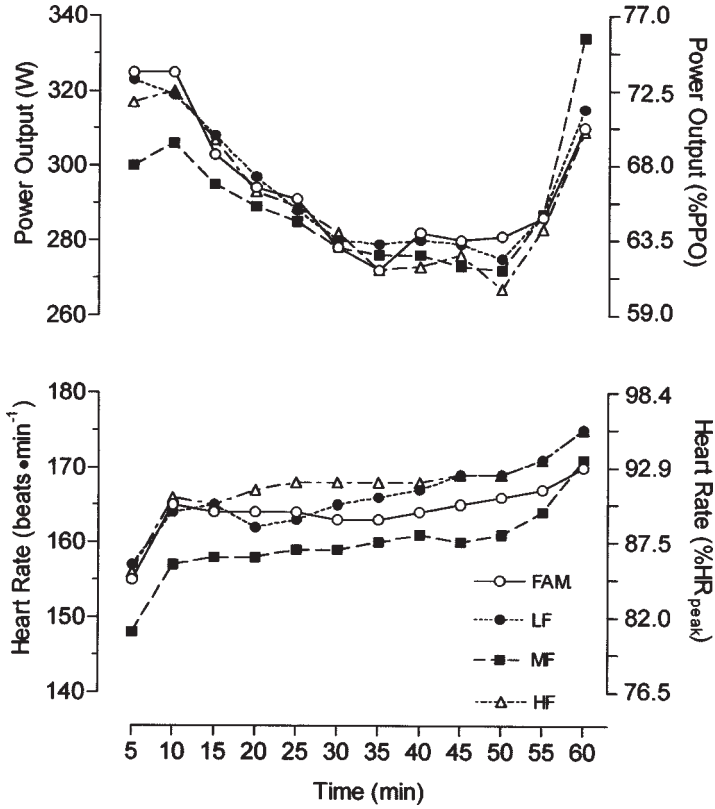 Power Output (W)
340
320
300
280
260
77.0
72.5
68.0
63.5
59.0
Power Output (%PPO)
Heart Rate (beats•min⁻¹)
180
170
160
150
140
98.4
92.9
87.5
82.0
76.5
Heart Rate (%HRpeak)
FAM.
LF
MF
HF
5 10 15 20 25 30 35 40 45 50 55 60
Time (min)